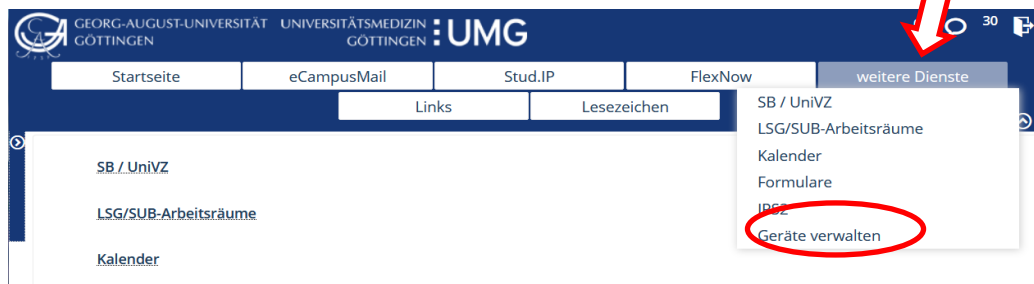 GEORG-AUGUST-UNIVERSITÄT
GÖTTINGEN
UNIVERSITÄTSMEDIZIN
GÖTTINGEN
UMG
30
Startseite
eCampusMail
Stud.IP
FlexNow
weitere Dienste
Links
Lesezeichen
SB / UniVZ
LSG/SUB-Arbeitsräume
Kalender
Formulare
Geräte verwalten
SB / UniVZ
LSG/SUB-Arbeitsräume
Kalender